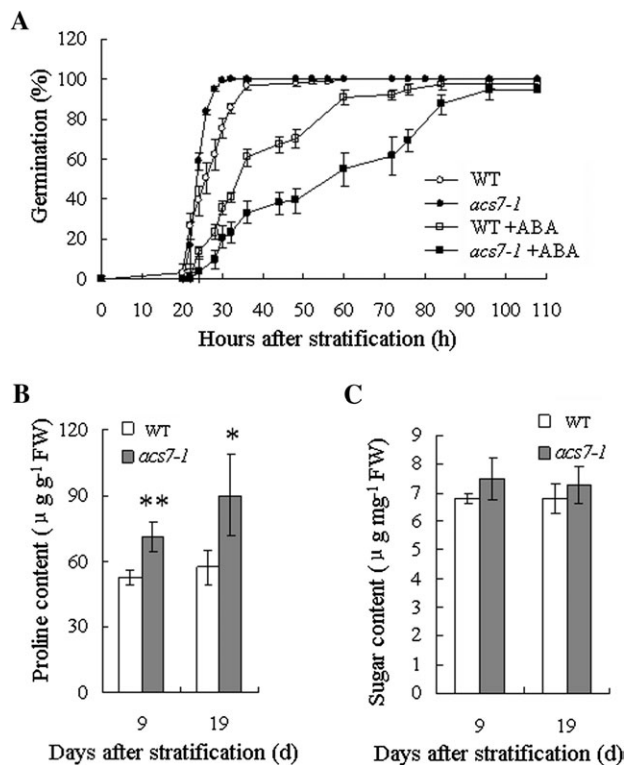 A
120
100
80
60
40
20
0
Germination (%)
WT
acs7-1
WT +ABA
acs7-1 +ABA
0 10 20 30 40 50 60 70 80 90 100 110
Hours after stratification (h)
B
WT
acs7-1
120
90
60
30
0
Proline content ( μ g g-1 FW)
**
*
9 19
Days after stratification (d)
C
WT
acs7-1
9
8
7
6
5
4
3
2
1
0
Sugar content ( μ g mg-1 FW)
9 19
Days after stratification (d)